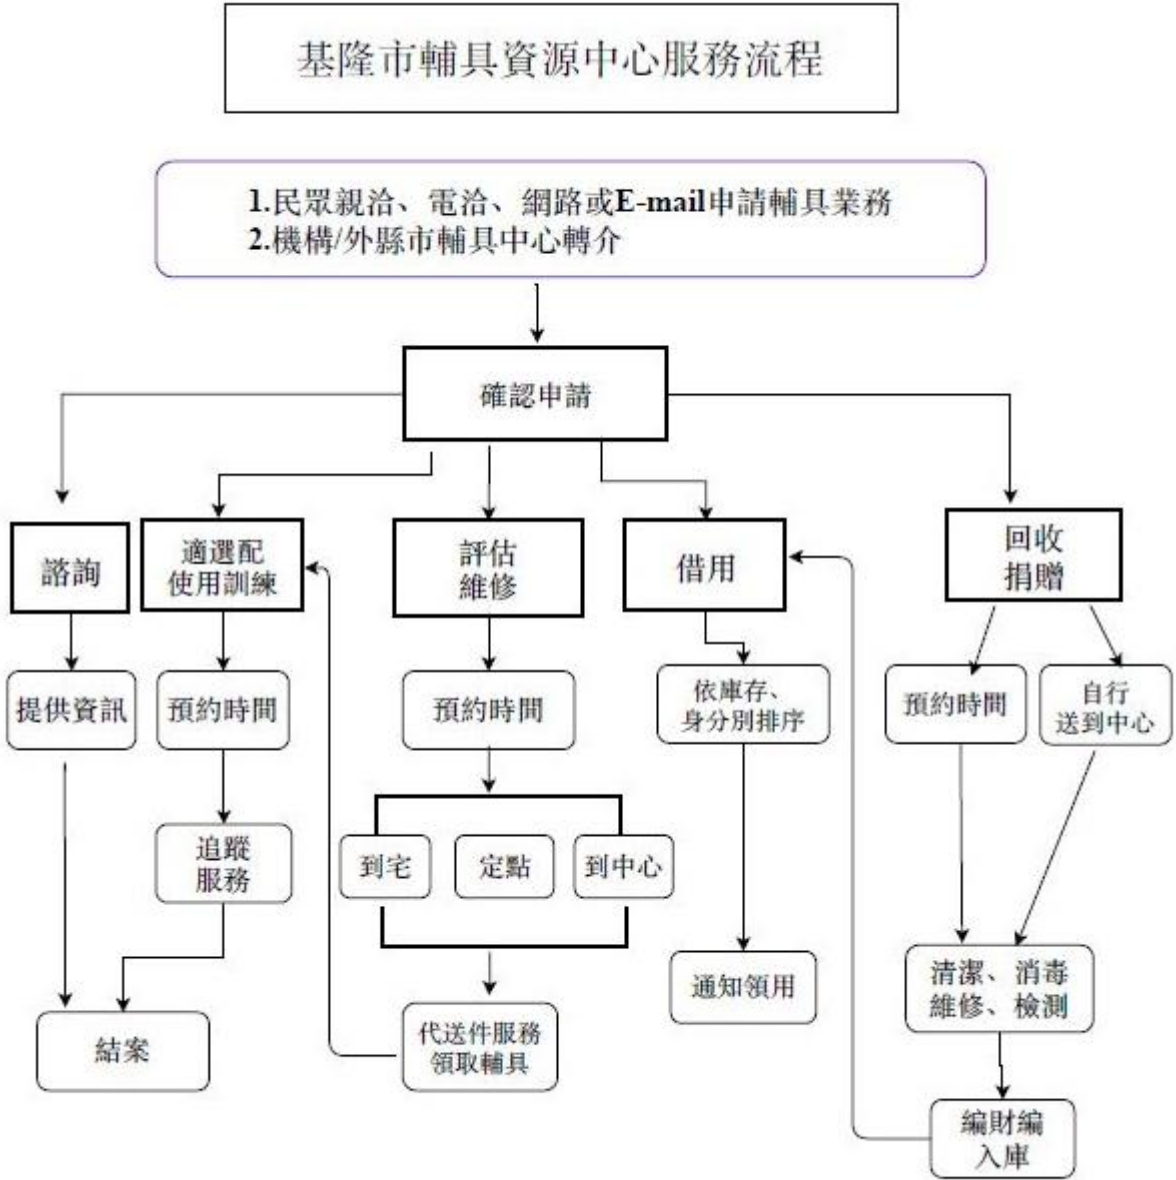 基隆市輔具資源中心服務流程
1.民眾親洽、電洽、網路或E-mail申請輔具業務
2.機構/外縣市輔具中心轉介
確認申請
諮詢
適選配
使用訓練
評估
維修
借用
回收
捐贈
提供資訊
預約時間
預約時間
依庫存、
身分別排序
預約時間
自行
送到中心
追蹤
服務
到宅
定點
到中心
通知領用
清潔、消毒
維修、檢測
結案
代送件服務
領取輔具
編財編
入庫